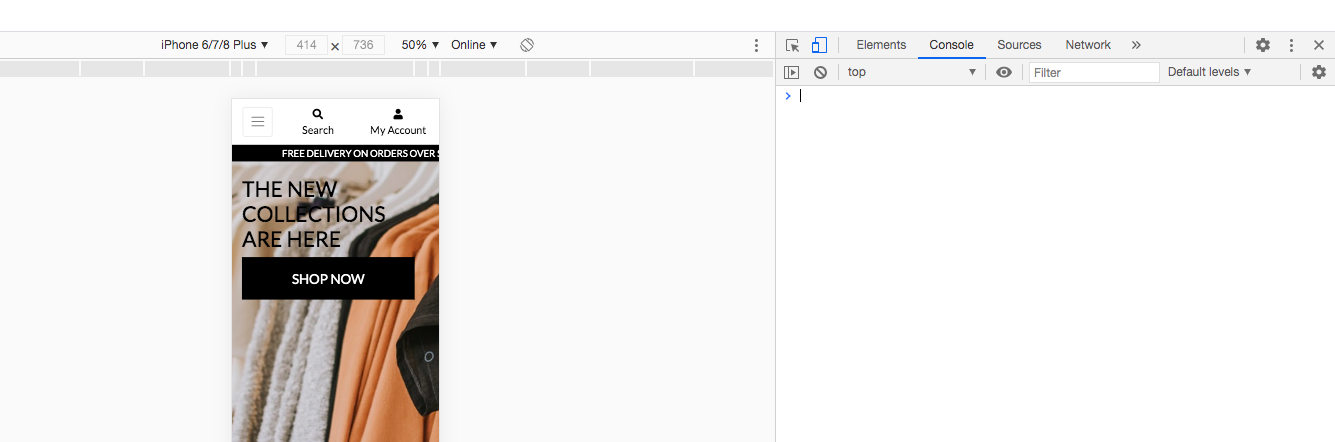 iPhone 6/7/8 Plus ▼ 414 × 736 50% ▼ Online ▼
Elements Console Sources Network »
top ▼ Filter Default levels ▼
>
Search My Account
FREE DELIVERY ON ORDERS OVER
THE NEW
COLLECTIONS
ARE HERE
SHOP NOW